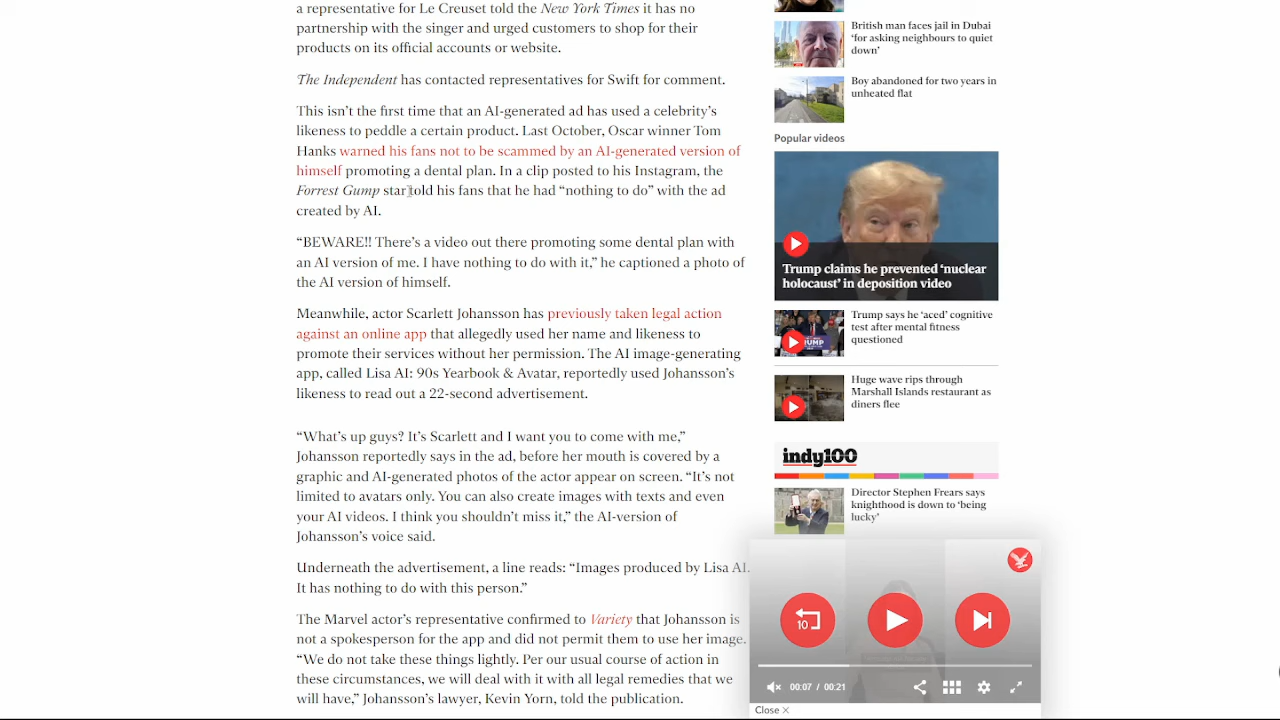 a representative for Le Creuset told the New York Times it has no
partnership with the singer and urged customers to shop for their
products on its official accounts or website.
The Independent has contacted representatives for Swift for comment.
This isn't the first time that an AI-generated ad has used a celebrity's
likeness to peddle a certain product. Last October, Oscar winner Tom
Hanks warned his fans not to be scammed by an AI-generated version of
himself promoting a dental plan. In a clip posted to his Instagram, the
Forrest Gump star told his fans that he had “nothing to do” with the ad
created by AI.
“BEWARE!! There's a video out there promoting some dental plan with
an AI version of me. I have nothing to do with it,” he captioned a photo of
the AI version of himself.
Meanwhile, actor Scarlett Johansson has previously taken legal action
against an online app that allegedly used her name and likeness to
promote its services without her permission. The AI image-generating
app, called Lisa AI: 90s Yearbook & Avatar, reportedly used Johansson's
likeness to read out a 22-second advertisement.
“What's up guys? It's Scarlett and I want you to come with me,”
Johansson reportedly says in the ad, before her mouth is covered by a
graphic and AI-generated photos of her likeness appear onscreen. “It's not
limited to avatars only. You can also create images with texts and even
your AI videos. I think you shouldn't miss it,” the AI-version of
Johansson's voice said.
Underneath the advertisement, a line reads: “Images produced by Lisa AI.
It has nothing to do with this person.”
The Marvel actor's representative confirmed to Variety that Johansson is
not a spokesperson for the app and did not permit them to use her image.
“We do not take these things lightly. Per our usual course of action in
these circumstances, we will deal with it with all legal remedies that we
will have,” Johansson's lawyer, Kevin Yorn, told the publication.
British man faces jail in Dubai
‘for asking neighbours to quiet
down’
Boy abandoned for two years in
unheated flat
Popular videos
Trump claims he prevented ‘nuclear
holocaust’ in deposition video
Trump says he ‘aced’ cognitive
test after mental fitness
questioned
Huge wave rips through
Marshall Islands restaurant as
diners flee
indy100
Director Stephen Frears says
knighthood is down to ‘being
lucky’
10
00:07 / 00:21
Close ×